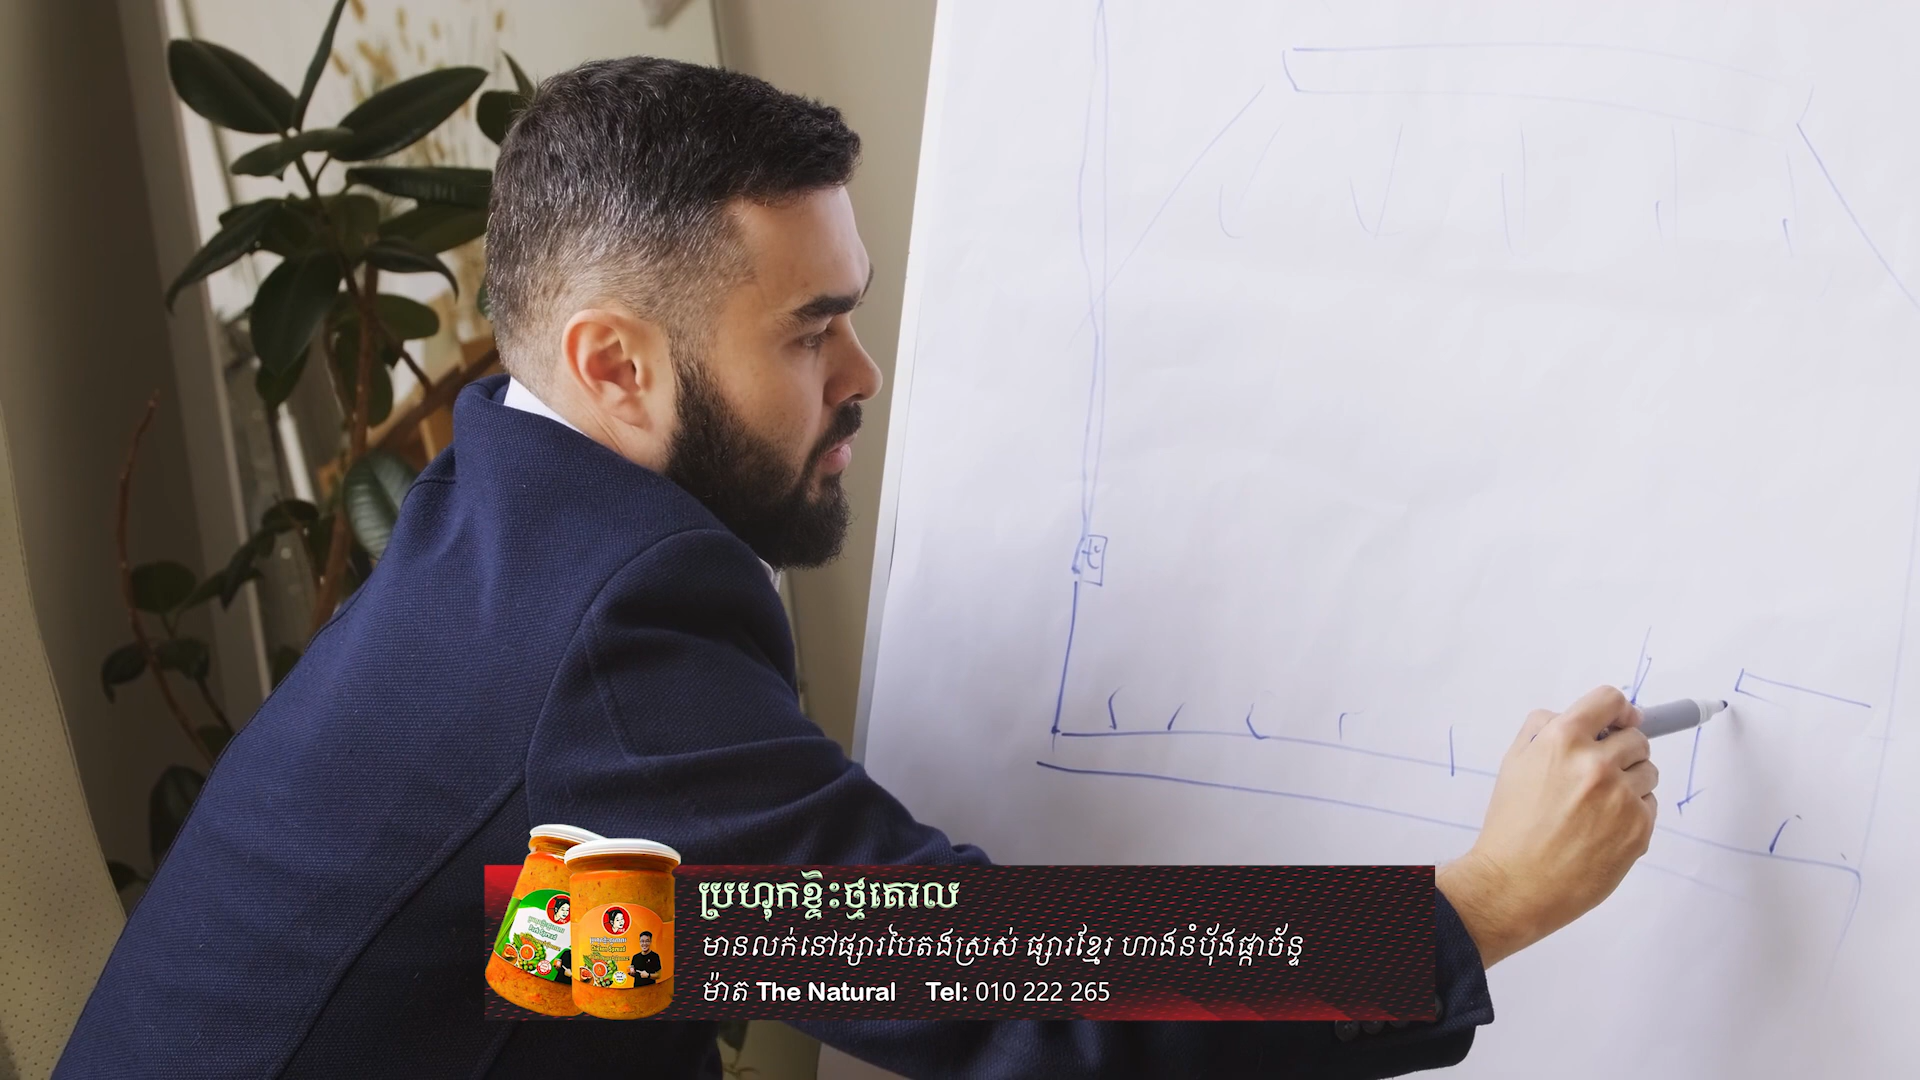 ប្រហុកខ្ទិះថ្មគោល
មានលក់នៅផ្សារបៃតងស្រស់ ផ្សារខ្មែរ ហាងនំប៉័ងផ្កាច័ន្ទ
ម៉ាត The Natural Tel: 010 222 265